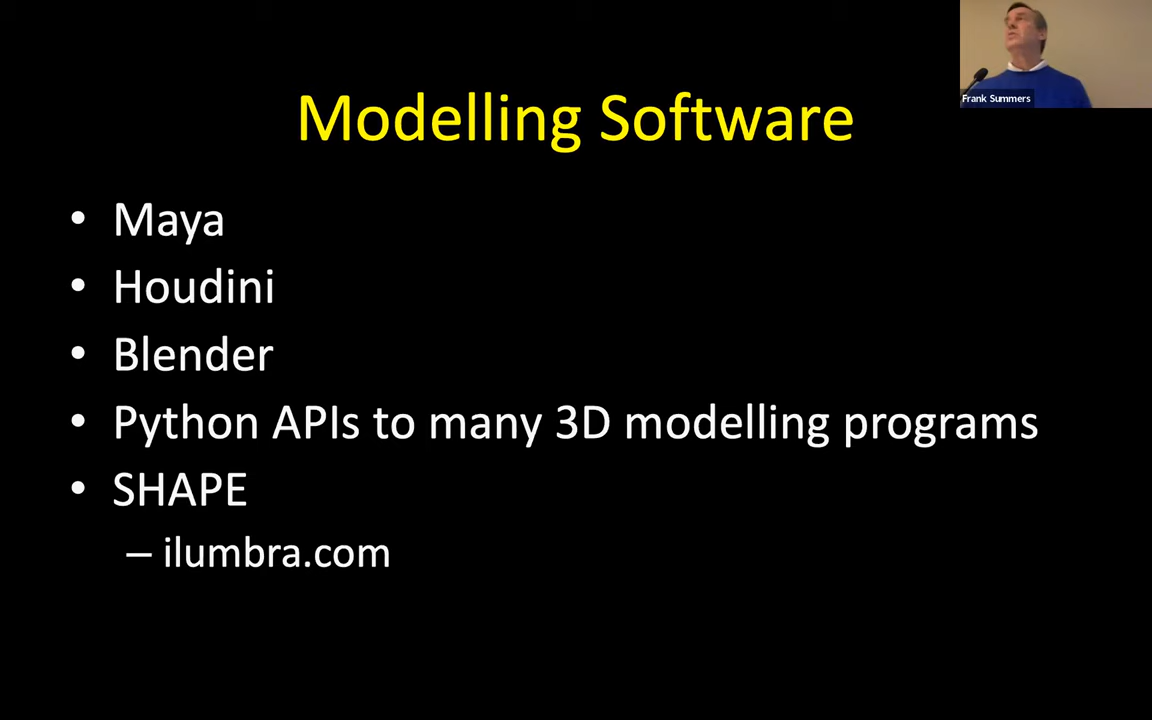 Frank Summers
Modelling Software
• Maya
• Houdini
• Blender
• Python APIs to many 3D modelling programs
• SHAPE
– ilumbra.com